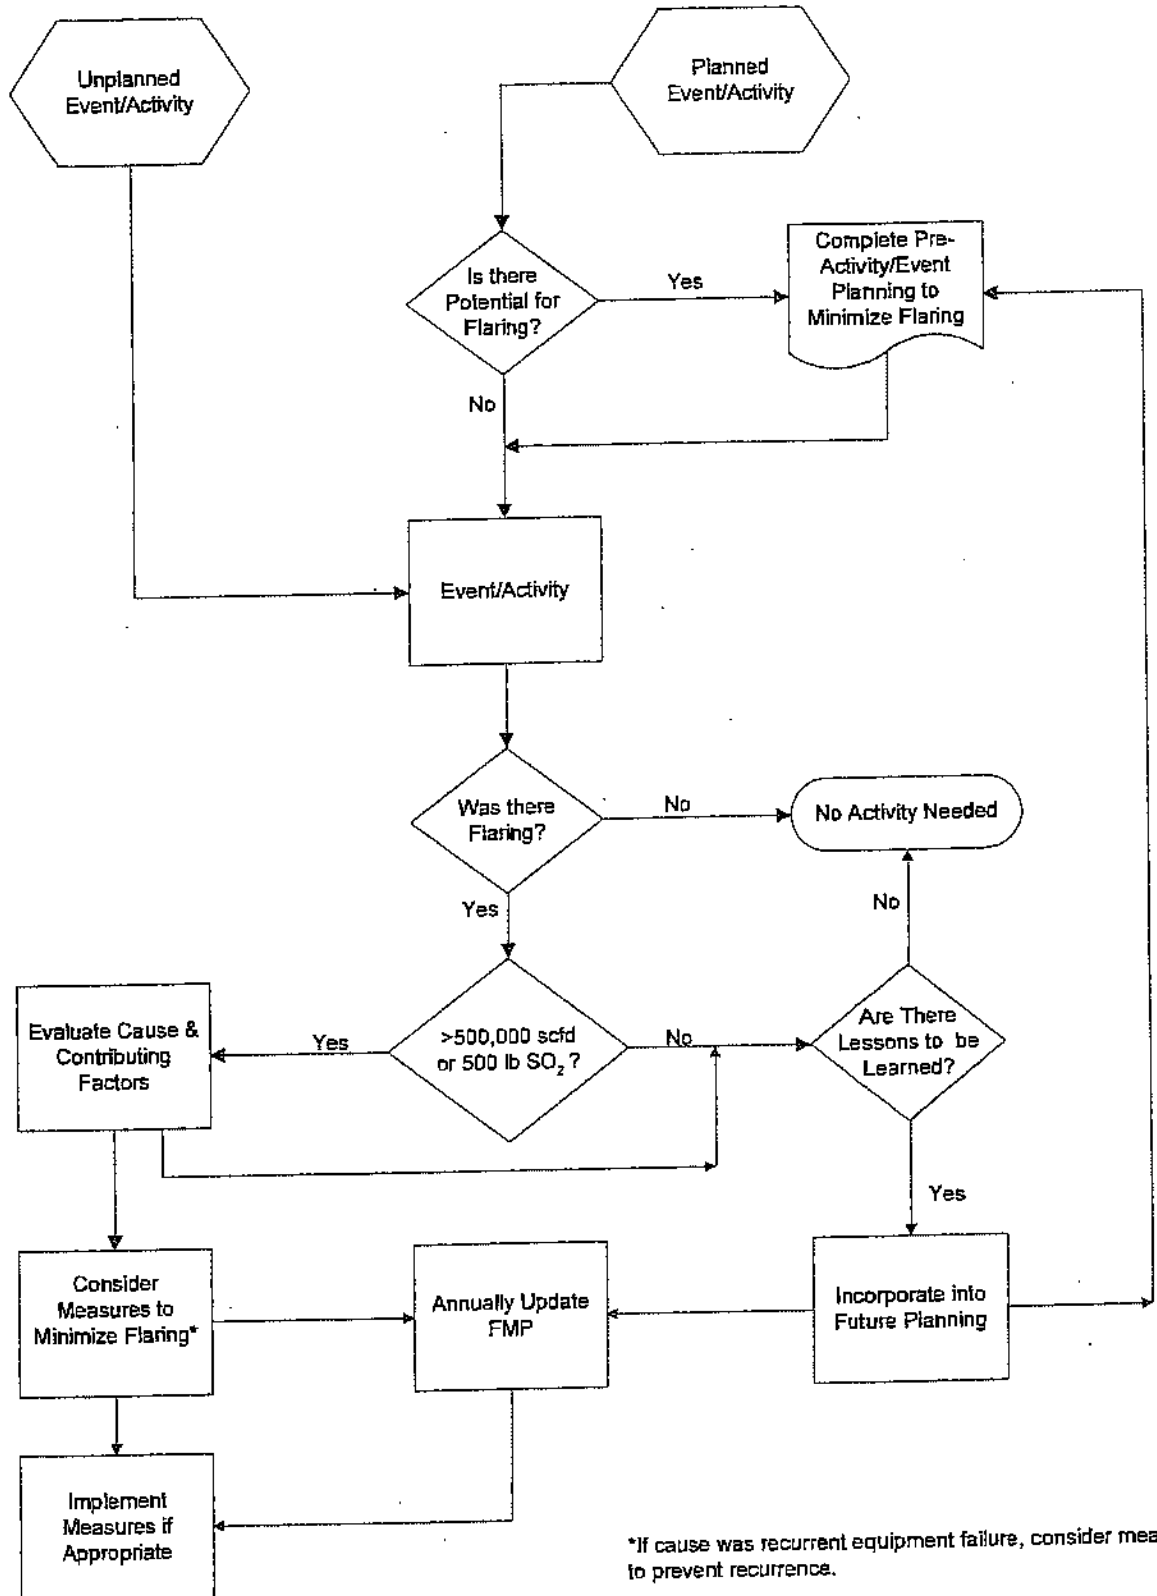 Unplanned
Event/Activity
Planned
Event/Activity
Is there
Potential for
Flaring?
Yes
Complete Pre-
Activity/Event
Planning to
Minimize Flaring
No
Event/Activity
Was there
Flaring?
No
No Activity Needed
Yes
No
Evaluate Cause &
Contributing
Factors
Yes
>500,000 scfd
or 500 lb SO₂?
No
Are There
Lessons to be
Learned?
Yes
Consider
Measures to
Minimize Flaring*
Annually Update
FMP
Incorporate into
Future Planning
Implement
Measures if
Appropriate
*If cause was recurrent equipment failure, consider mea
to prevent recurrence.